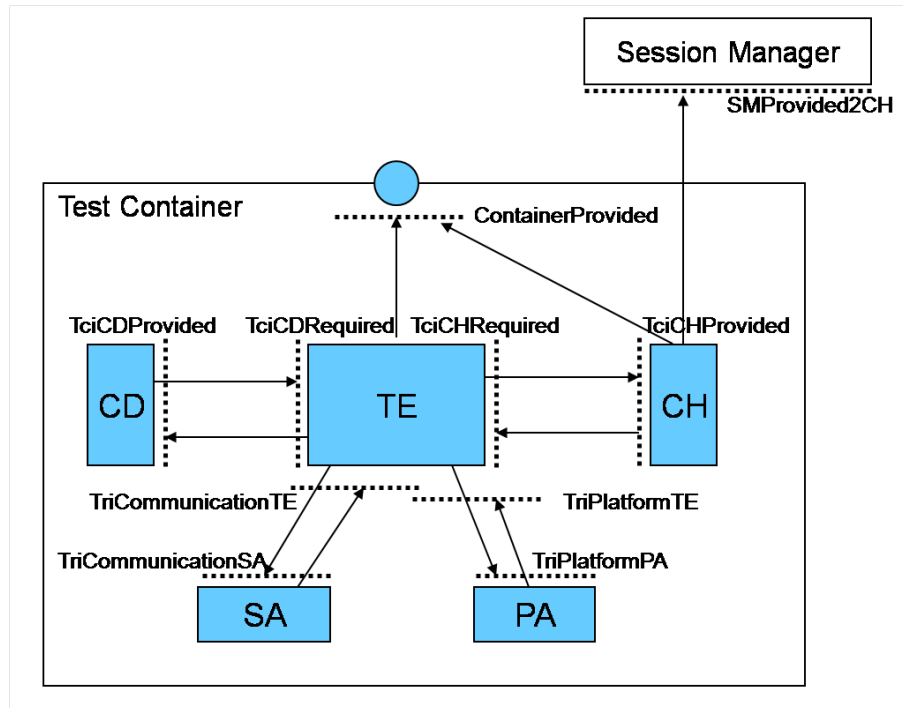 Session Manager
SMProvided2CH
Test Container
ContainerProvided
TciCDProvided
TciCDRequired
TciCHRequired
TciCHProvided
CD
TE
CH
TriCommunicationTE
TriPlatformTE
TriCommunicationSA
TriPlatformPA
SA
PA